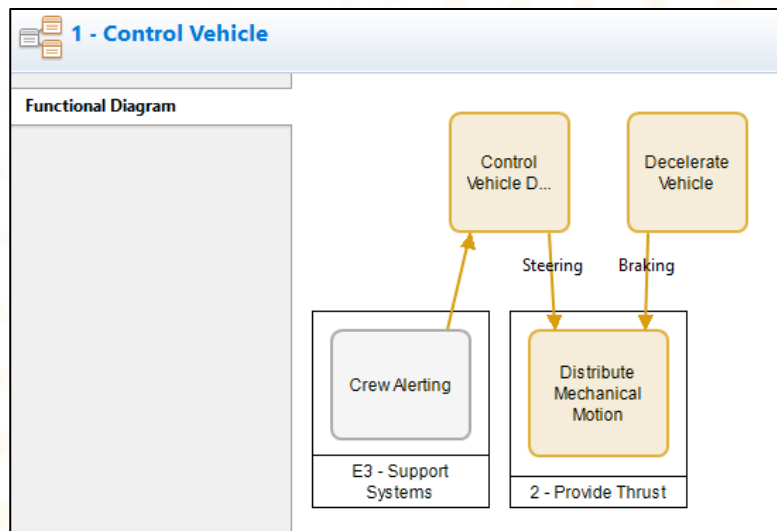 1 - Control Vehicle
Functional Diagram
Control
Vehicle D...
Decelerate
Vehicle
Steering
Braking
Crew Alerting
Distribute
Mechanical
Motion
E3 - Support
Systems
2 - Provide Thrust